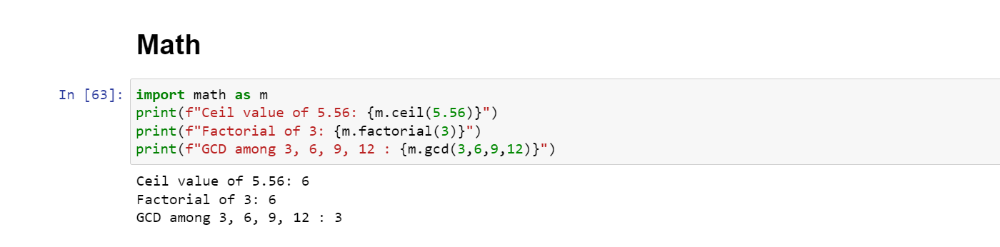 Math
In [63]:
import math as m
print(f"Ceil value of 5.56: {m.ceil(5.56)}")
print(f"Factorial of 3: {m.factorial(3)}")
print(f"GCD among 3, 6, 9, 12 : {m.gcd(3,6,9,12)}")
Ceil value of 5.56: 6
Factorial of 3: 6
GCD among 3, 6, 9, 12 : 3